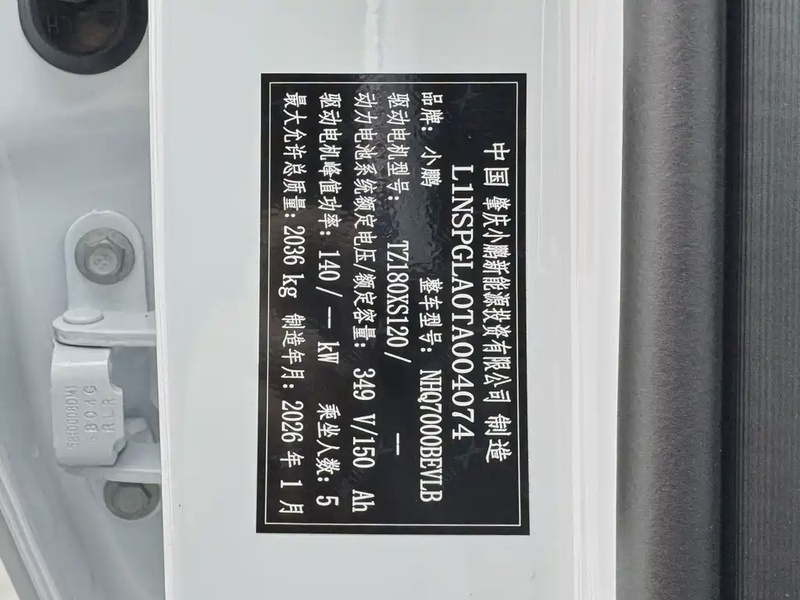 中国 肇庆小鹏新能源投资有限公司 制造
L1NSPGLA0TA004074
品牌: 小鹏 整车型号: NHQ7000BEVLB
驱动电机型号: TZ180XS120/ —
动力电池系统额定电压/额定容量: 349 V/150 Ah
驱动电机峰值功率: 140/ — kW 乘坐人数: 5
最大允许总质量: 2036 kg 制造年月: 2026 年 1 月
6B04G
RLR